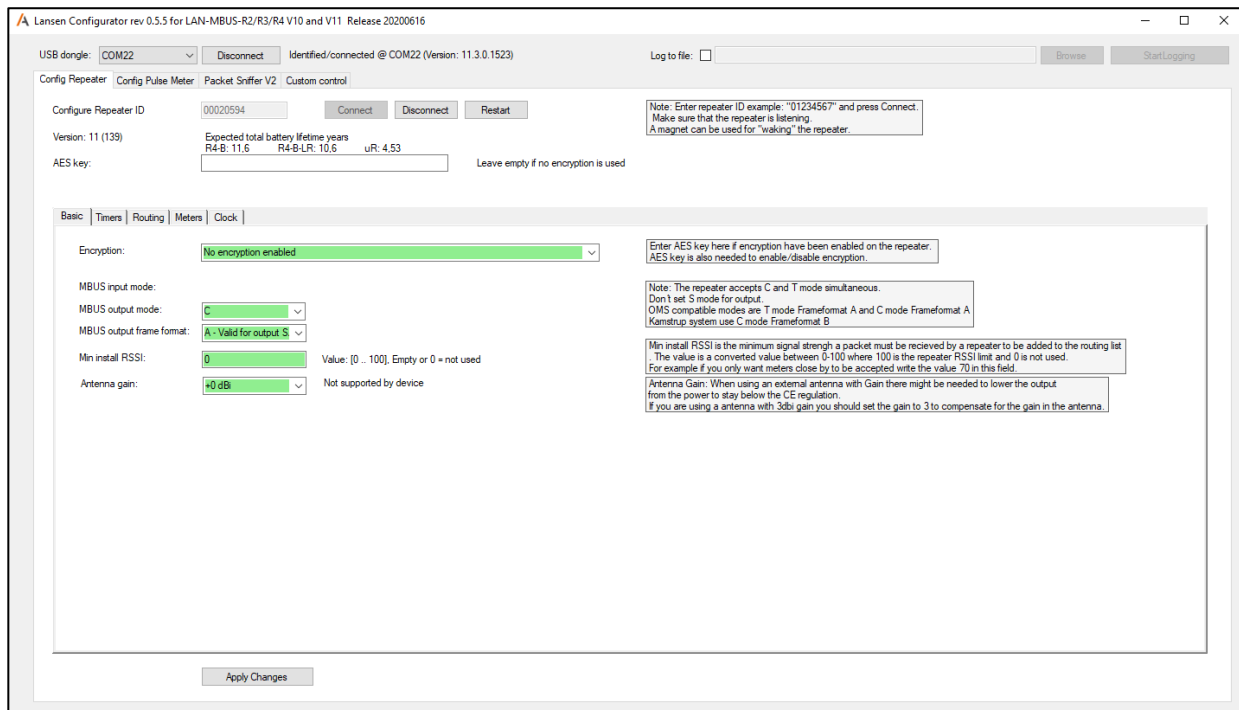 Lansen Configurator rev 0.5.5 for LAN-MBUS-R2/R3/R4 V10 and V11 Release 20200616
USB dongle: COM22 Disconnect Identified/connected @ COM22 (Version: 11.3.0.1523) Log to file: Browse StartLogging
Config Repeater Config Pulse Meter Packet Sniffer V2 Custom control
Configure Repeater ID 00020594 Connect Disconnect Restart
Note: Enter repeater ID example: "01234567" and press Connect.
Make sure that the repeater is listening.
A magnet can be used for "waking" the repeater.
Version: 11 (139) Expected total battery lifetime years
R4-B: 11,6 R4-B-LR: 10,6 uR: 4,53
AES key: Leave empty if no encryption is used
Basic Timers Routing Meters Clock
Encryption: No encryption enabled
Enter AES key here if encryption have been enabled on the repeater.
AES key is also needed to enable/disable encryption.
MBUS input mode:
MBUS output mode: C
MBUS output frame format: A - Valid for output S.
Note: The repeater accepts C and T mode simultaneous.
Don't set S mode for output.
OMS compatible modes are T mode Frameformat A and C mode Frameformat A
Kamstrup system use C mode Frameformat B
Min install RSSI: 0 Value: [0 .. 100], Empty or 0 = not used
Min install RSSI is the minimum signal strengh a packet must be recieved by a repeater to be added to the routing list
. The value is a converted value between 0-100 where 100 is the repeater RSSI limit and 0 is not used.
For example if you only want meters close by to be accepted write the value 70 in this field.
Antenna gain: +0 dBi Not supported by device
Antenna Gain: When using an external antenna with Gain there might be needed to lower the output
from the power to stay below the CE regulation.
If you are using a antenna with 3dbi gain you should set the gain to 3 to compensate for the gain in the antenna.
Apply Changes